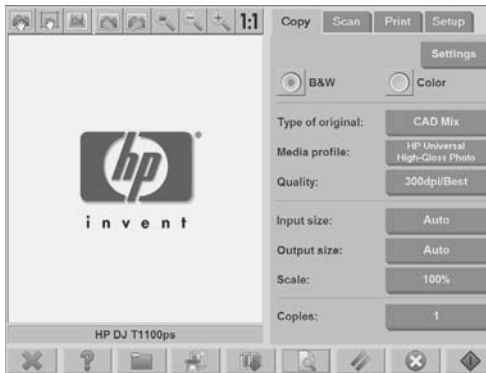 1:1
Copy
Scan
Print
Setup
Settings
B&W
Color
Type of original:
CAD Mix
Media profile:
HP Universal
High-Gloss Photo
Quality:
300dpi/Best
Input size:
Auto
Output size:
Auto
Scale:
100%
Copies:
1
hp
invent
HP DJ T1100ps
?